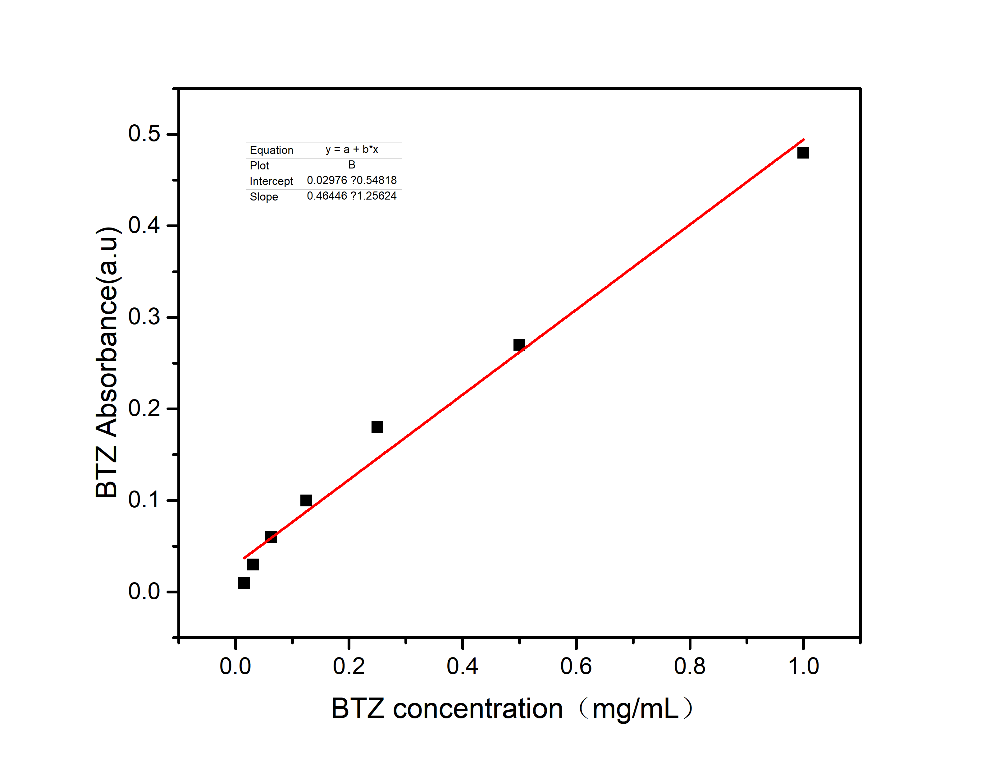 0.5
0.4
0.3
0.2
0.1
0.0
BTZ Absorbance(a.u)
Equation y = a + b*x
Plot B
Intercept 0.02976 ?0.54818
Slope 0.46446 ?1.25624
0.0 0.2 0.4 0.6 0.8 1.0
BTZ concentration（mg/mL）